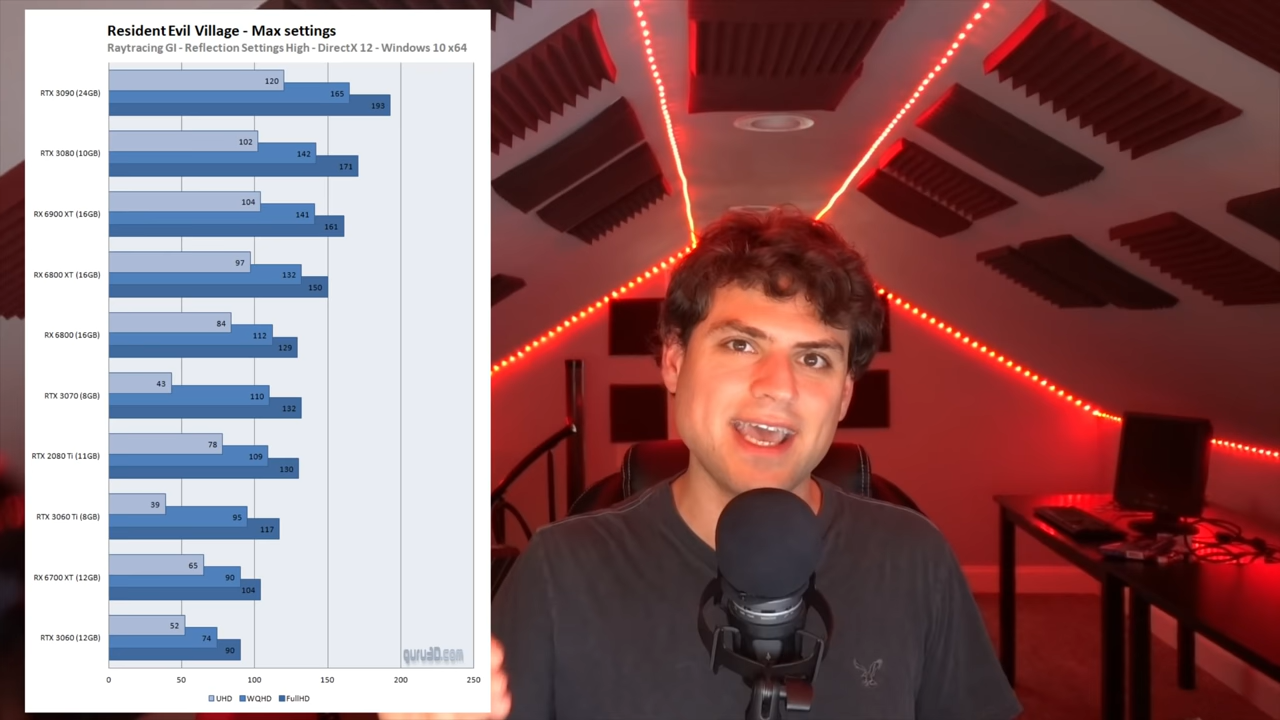 Resident Evil Village - Max settings
Raytracing GI - Reflection Settings High - DirectX 12 - Windows 10 x64
RTX 3090 (24GB)
120
165
193
RTX 3080 (10GB)
102
142
171
RX 6900 XT (16GB)
104
141
161
RX 6800 XT (16GB)
97
132
150
RX 6800 (16GB)
84
112
129
RTX 3070 (8GB)
43
110
132
RTX 2080 Ti (11GB)
78
109
130
RTX 3060 Ti (8GB)
39
95
117
RX 6700 XT (12GB)
65
90
104
RTX 3060 (12GB)
52
74
90
guru3D.com
0 50 100 150 200 250
UHD WQHD FullHD